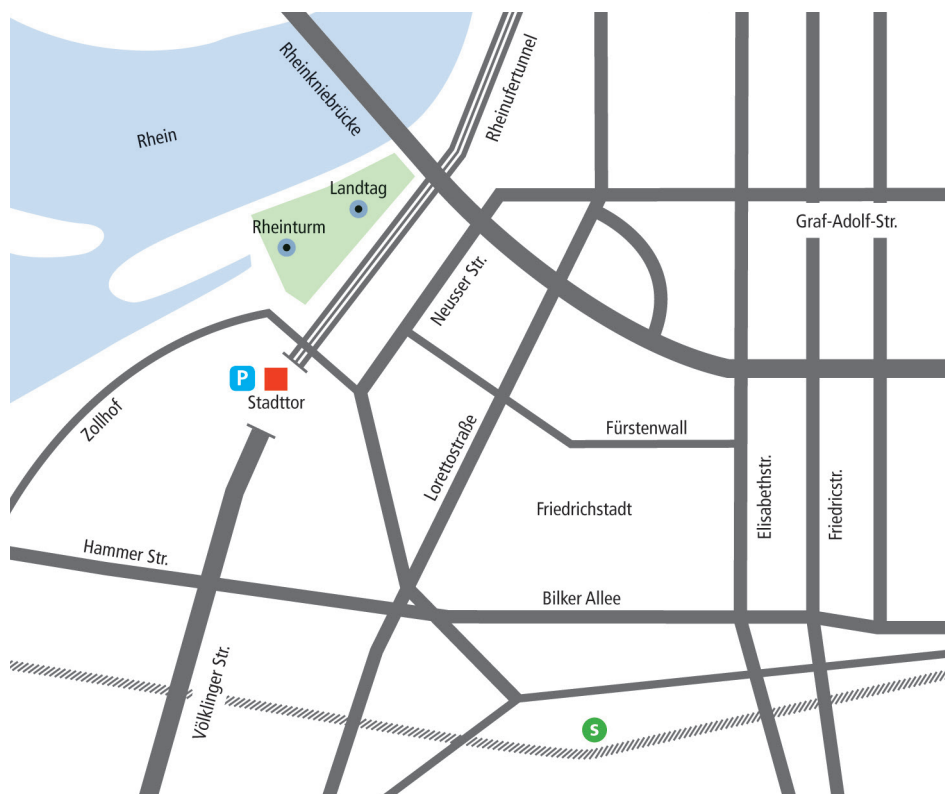 Rheinkniebrücke
Rheinufertunnel
Rhein
Landtag
Rheinturm
Graf-Adolf-Str.
Neusser Str.
P
Stadttor
Zollhof
Lorettostraße
Fürstenwall
Elisabethstr.
Friedricstr.
Friedrichstadt
Hammer Str.
Bilker Allee
Völklinger Str.
S